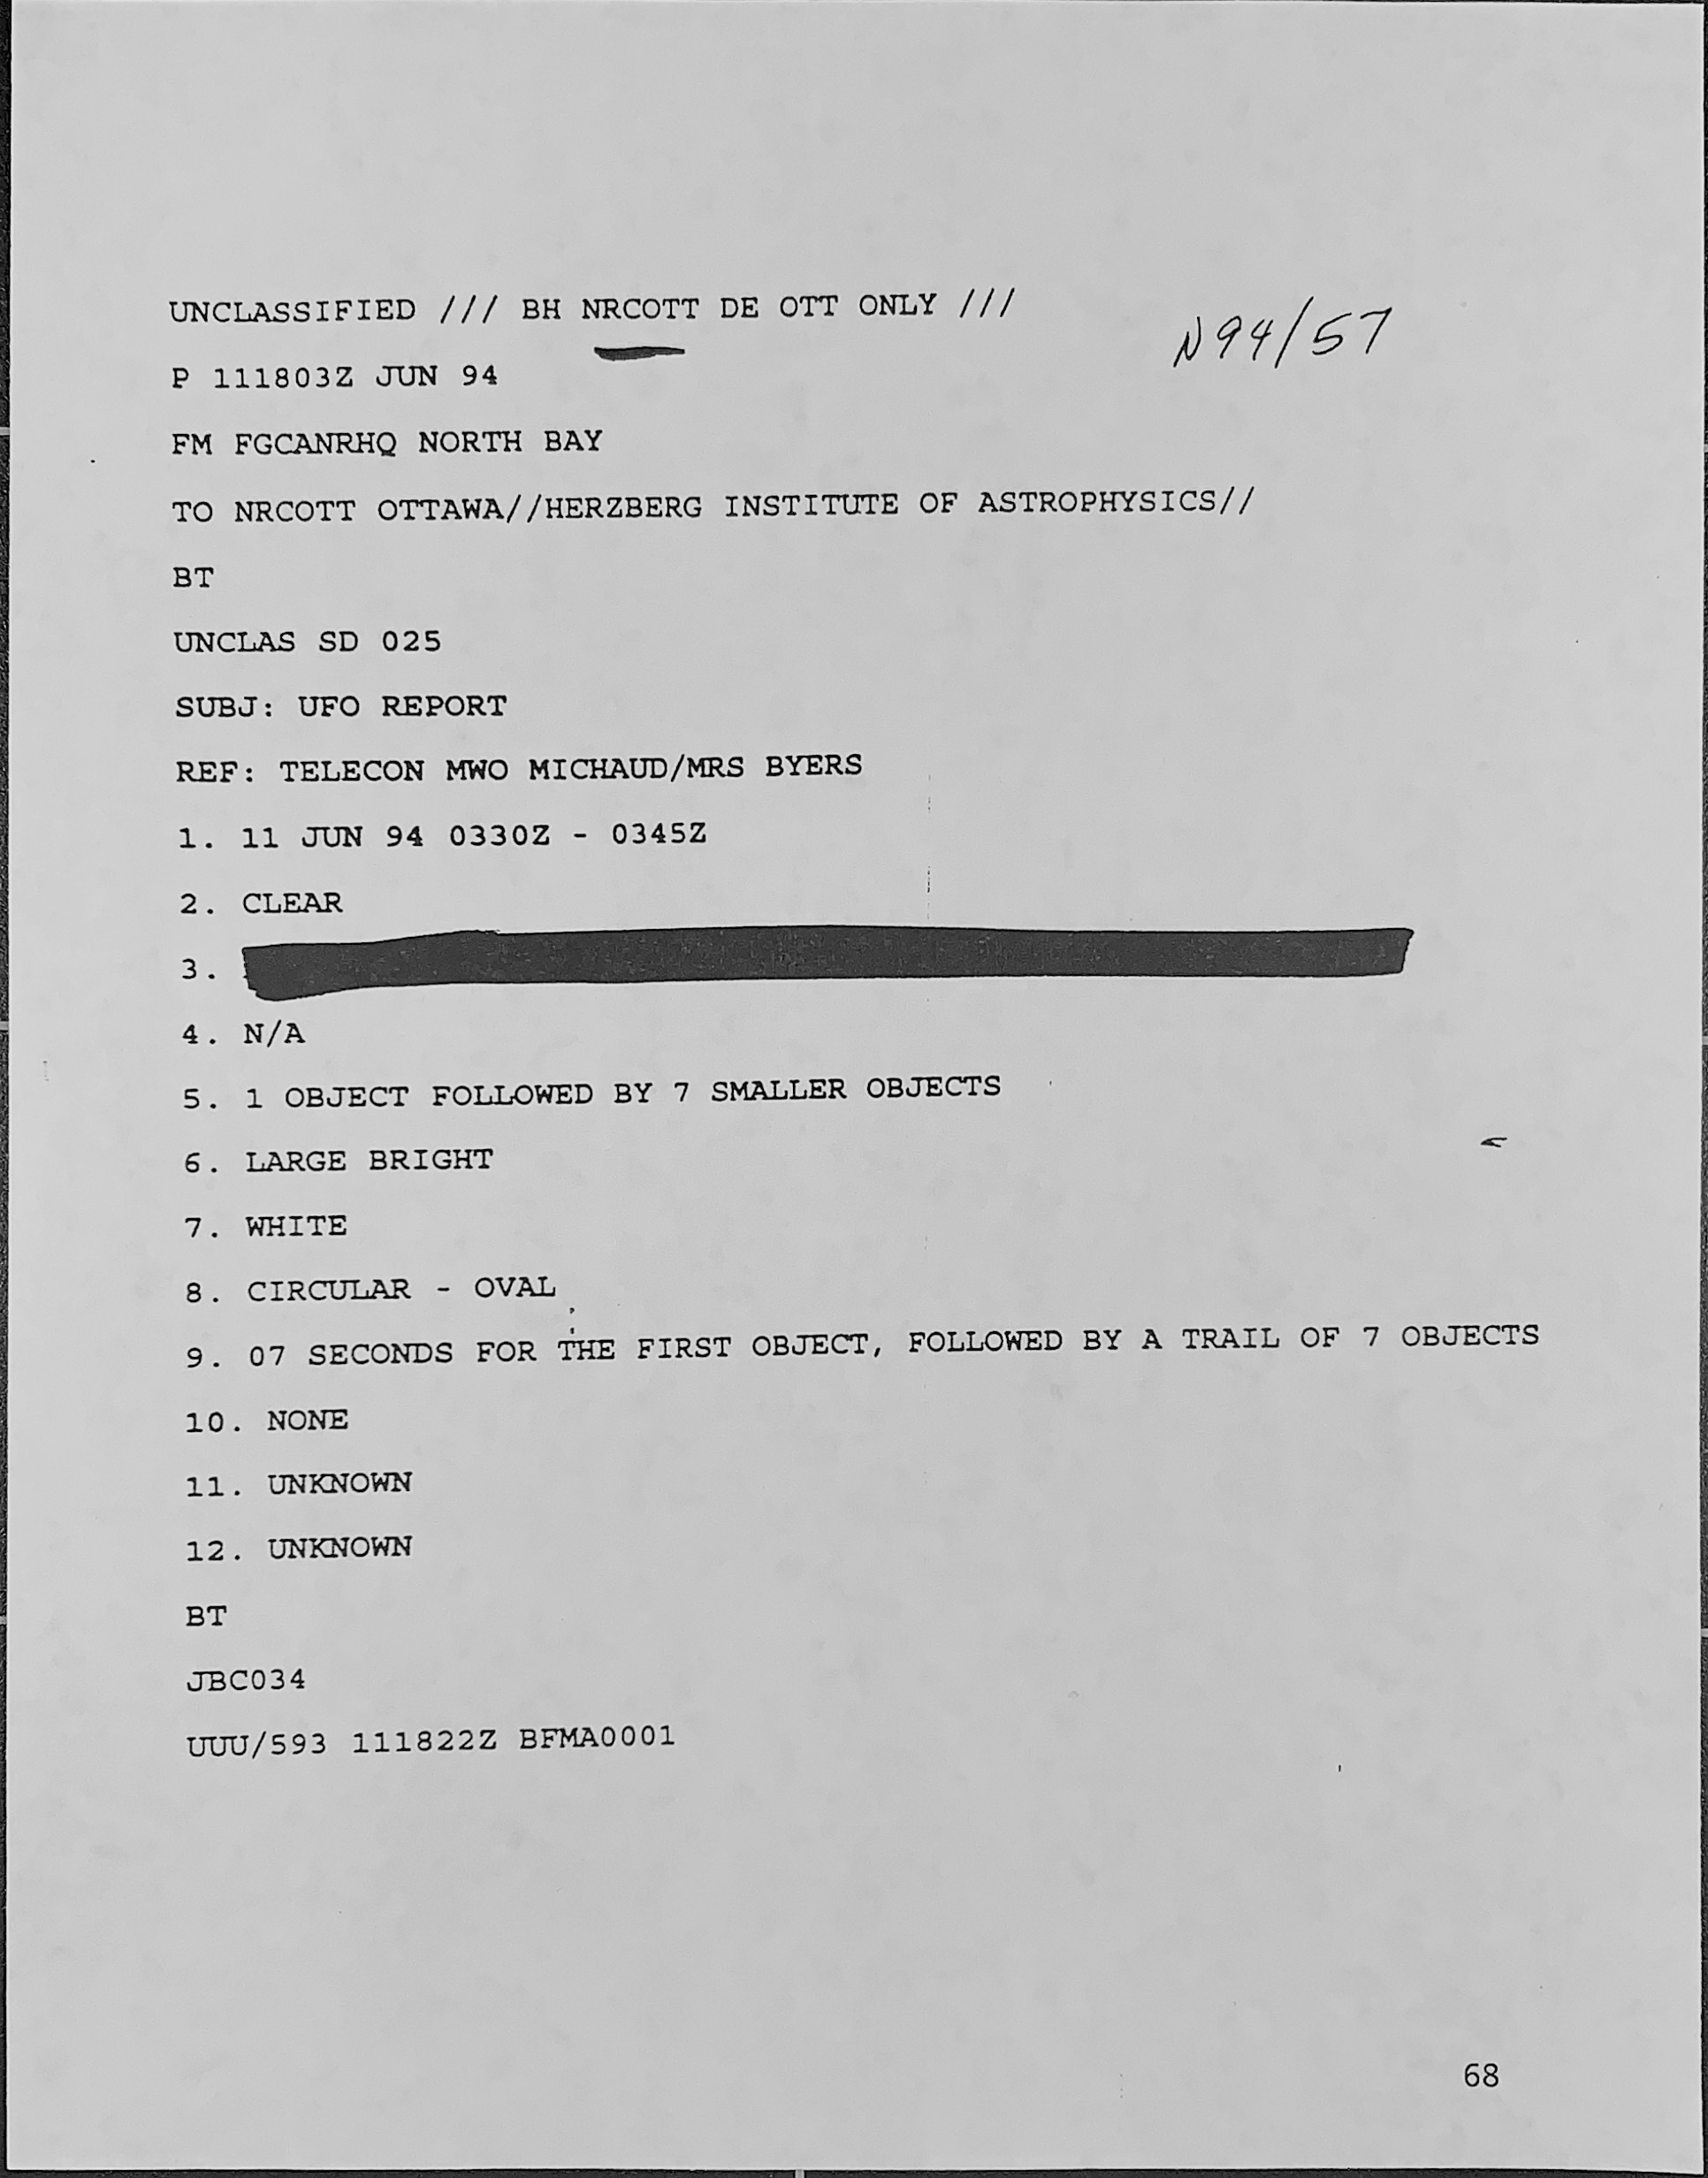 UNCLASSIFIED /// BH NRCOTT DE OTT ONLY ///
N94/57
P 111803Z JUN 94
FM FGCANRHQ NORTH BAY
TO NRCOTT OTTAWA//HERZBERG INSTITUTE OF ASTROPHYSICS//
BT
UNCLAS SD 025
SUBJ: UFO REPORT
REF: TELECON MWO MICHAUD/MRS BYERS
1. 11 JUN 94 0330Z - 0345Z
2. CLEAR
3.
4. N/A
5. 1 OBJECT FOLLOWED BY 7 SMALLER OBJECTS
6. LARGE BRIGHT
7. WHITE
8. CIRCULAR - OVAL
9. 07 SECONDS FOR THE FIRST OBJECT, FOLLOWED BY A TRAIL OF 7 OBJECTS
10. NONE
11. UNKNOWN
12. UNKNOWN
BT
JBC034
UUU/593 111822Z BFMA0001
68